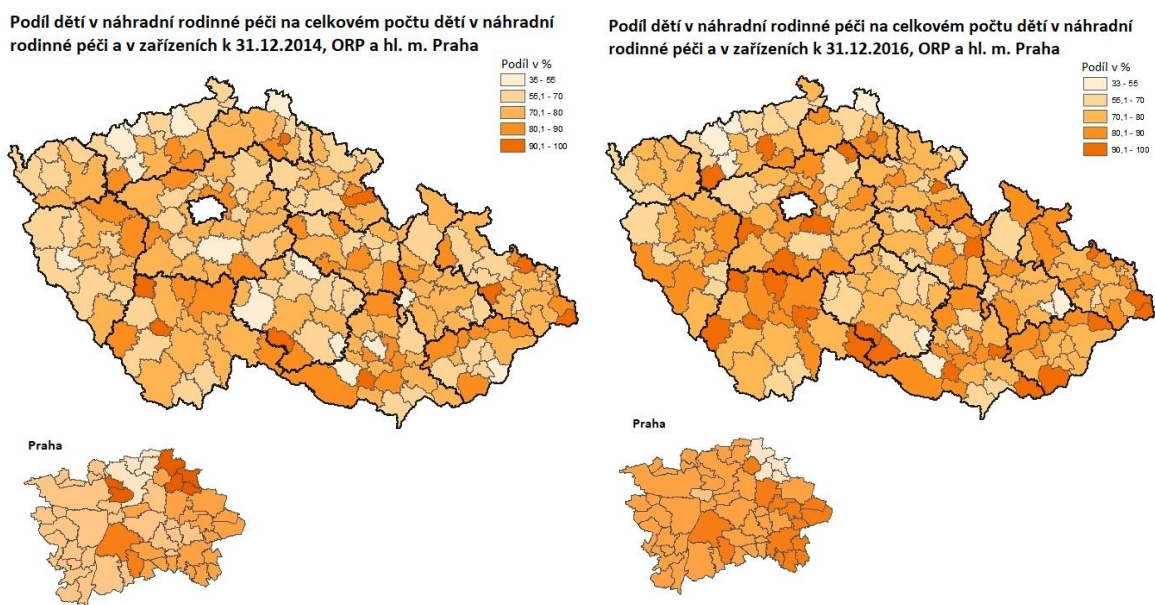 Podíl dětí v náhradní rodinné péči na celkovém počtu dětí v náhradní
rodinné péči a v zařízeních k 31.12.2014, ORP a hl. m. Praha
Podíl v %
35 - 55
55,1 - 70
70,1 - 80
80,1 - 90
90,1 - 100
Praha
Podíl dětí v náhradní rodinné péči na celkovém počtu dětí v náhradní
rodinné péči a v zařízeních k 31.12.2016, ORP a hl. m. Praha
Podíl v %
33 - 55
55,1 - 70
70,1 - 80
80,1 - 90
90,1 - 100
Praha